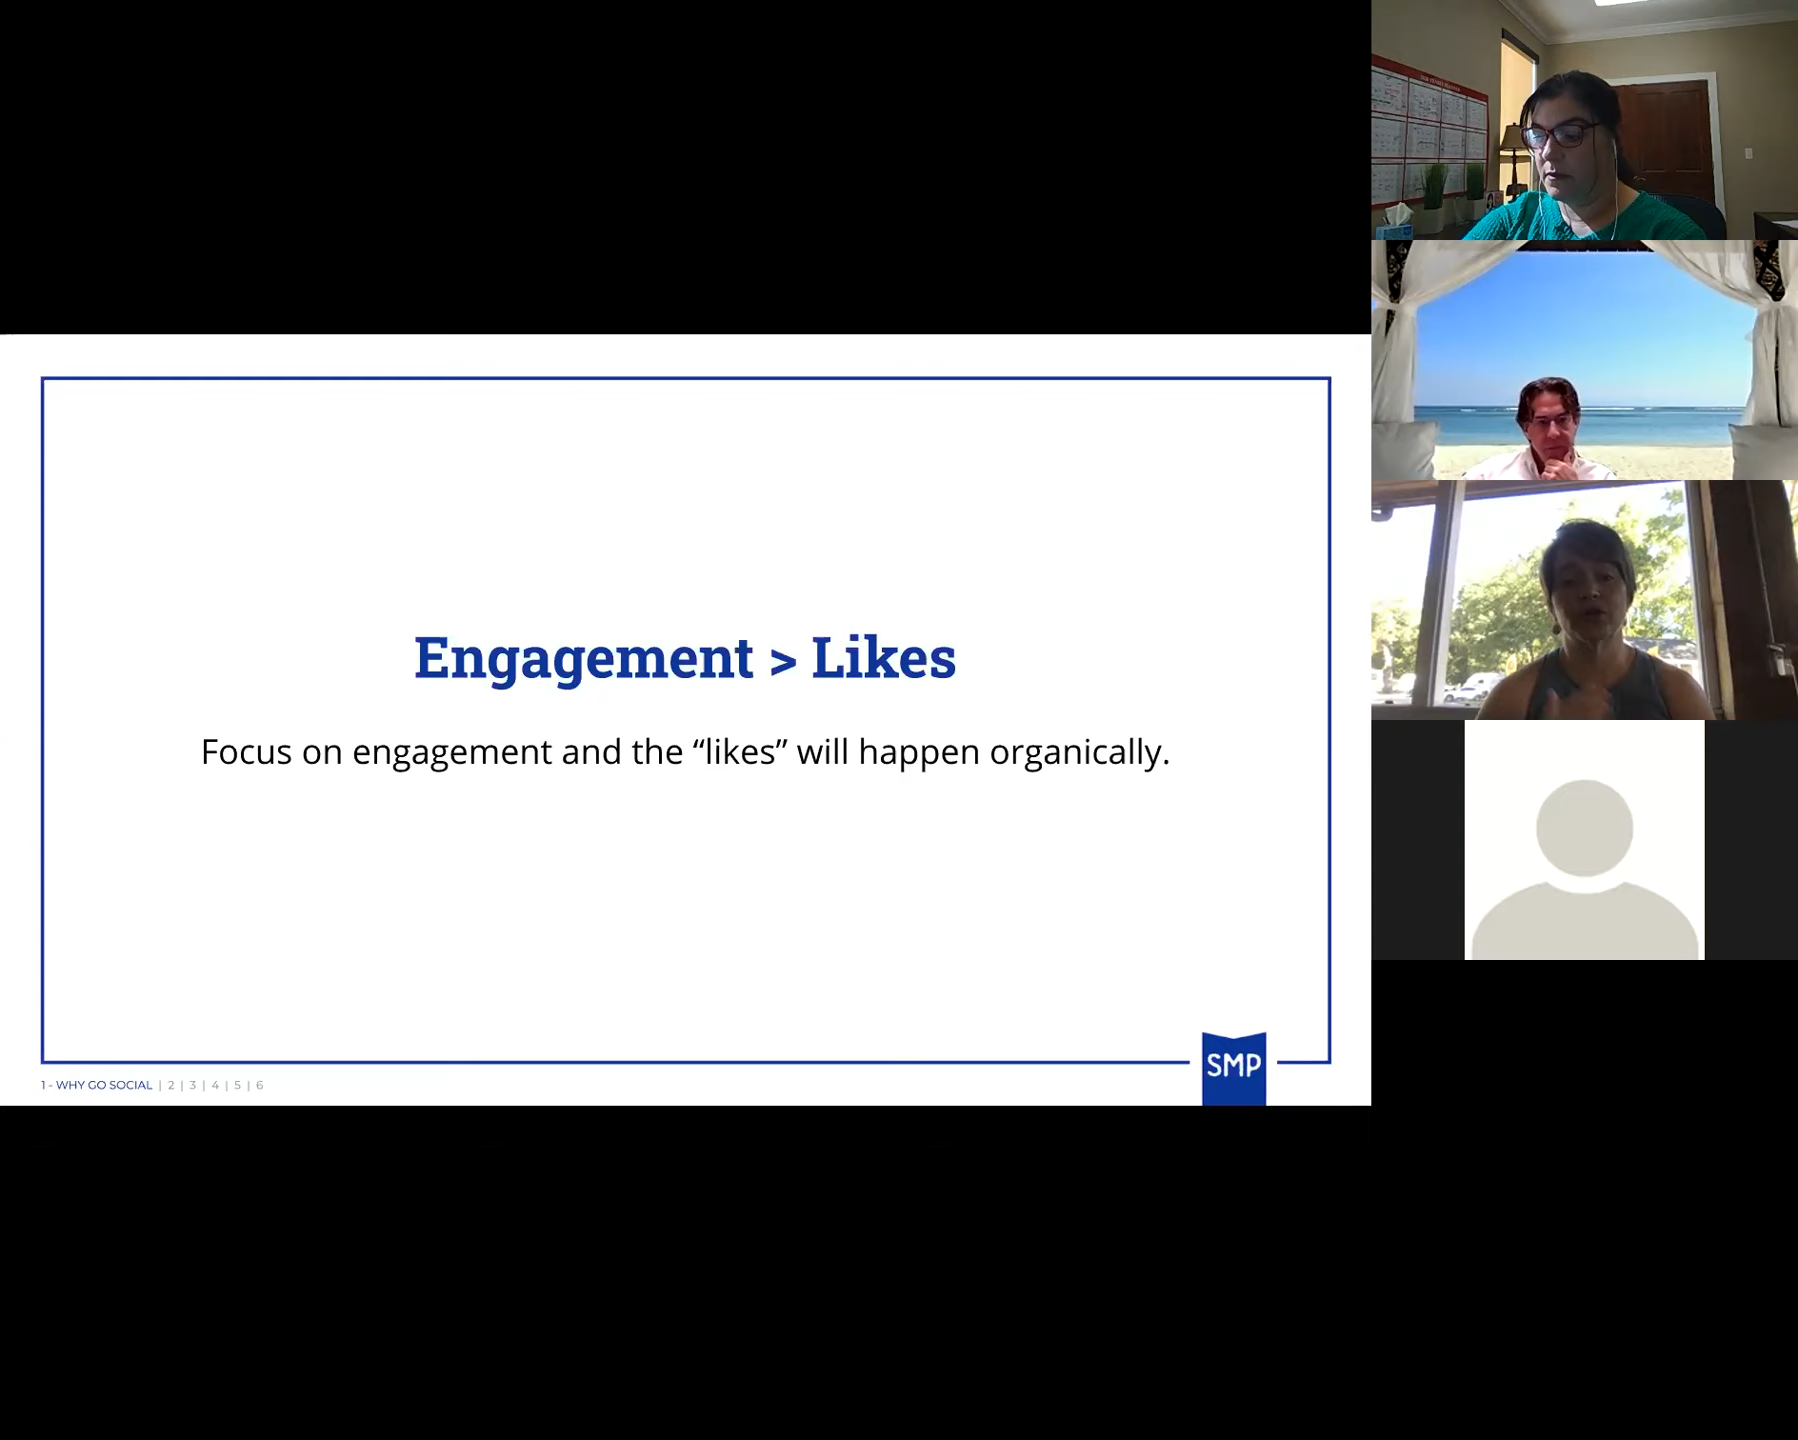 Engagement > Likes
Focus on engagement and the “likes” will happen organically.
SMP
1 - WHY GO SOCIAL | 2 | 3 | 4 | 5 | 6